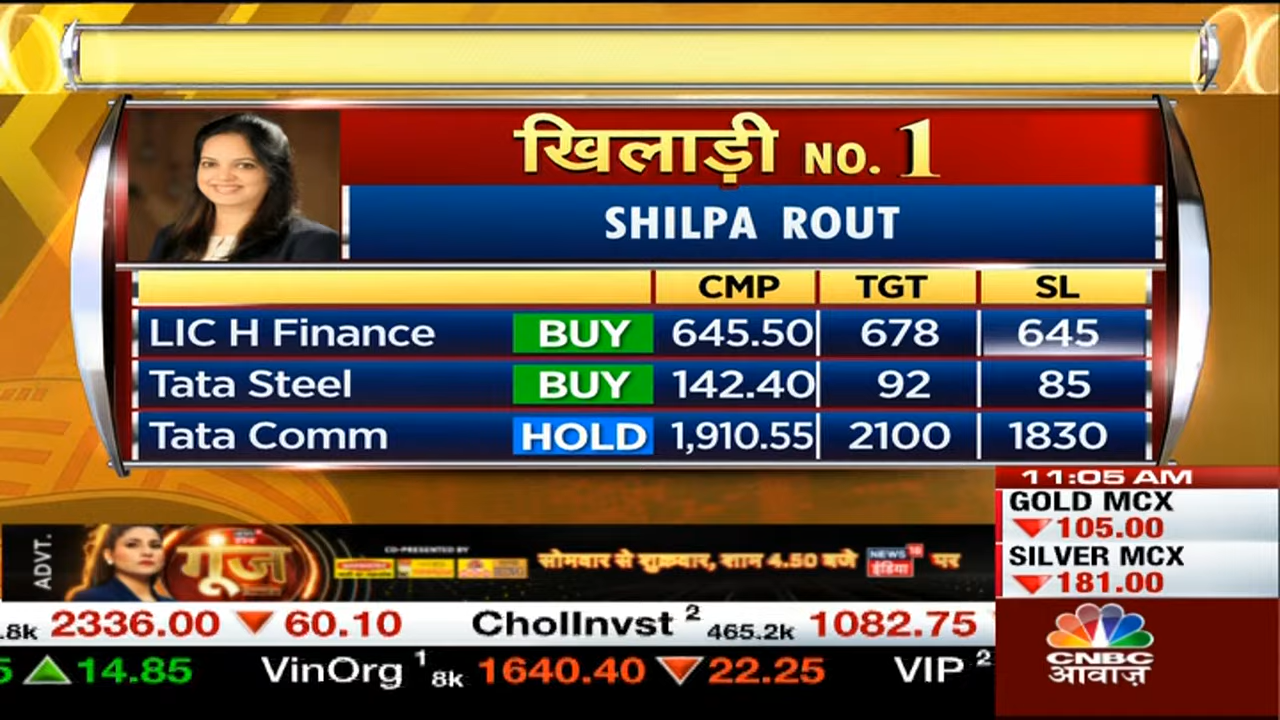 खिलाड़ी NO. 1
SHILPA ROUT
CMP TGT SL
LIC H Finance BUY 645.50 678 645
Tata Steel BUY 142.40 92 85
Tata Comm HOLD 1,910.55 2100 1830
11:05 AM
GOLD MCX
105.00
SILVER MCX
181.00
ADVT.
गूंज
CO-PRESENTED BY
सोमवार से शुक्रवार, शाम 4.50 बजे NEWS 18 इंडिया पर
.8k 2336.00 60.10 CholInvst 2 465.2k 1082.75
5 14.85 VinOrg 1 8k 1640.40 22.25 VIP 2
CNBC
आवाज़